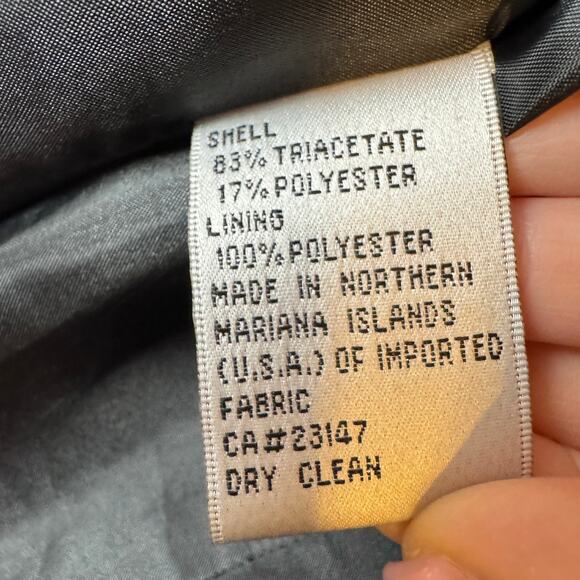 SHELL
83% TRIACETATE
17% POLYESTER
LINING
100% POLYESTER
MADE IN NORTHERN
MARIANA ISLANDS
(U.S.A.) OF IMPORTED
FABRIC
CA#23147
DRY CLEAN